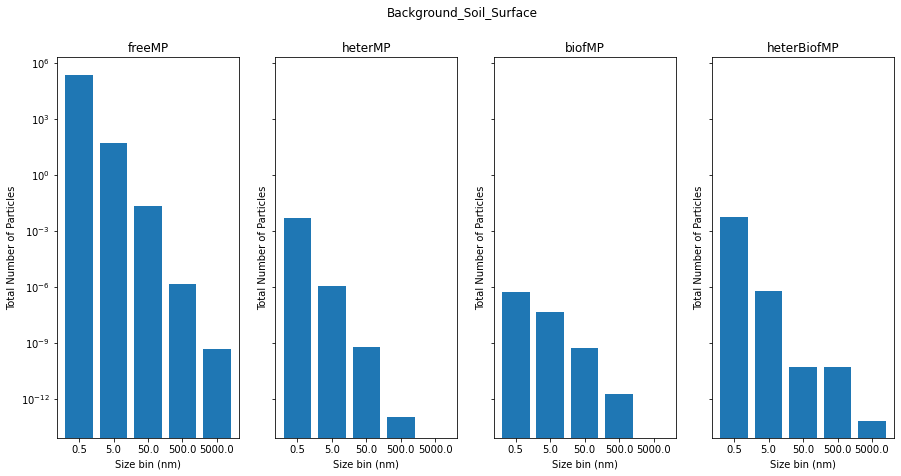 Background_Soil_Surface
freeMP
heterMP
biofMP
heterBiofMP
Total Number of Particles
10^6
10^3
10^0
10^−3
10^−6
10^−9
10^−12
0.5 5.0 50.0 500.0 5000.0
Size bin (nm)
Total Number of Particles
0.5 5.0 50.0 500.0 5000.0
Size bin (nm)
Total Number of Particles
0.5 5.0 50.0 500.0 5000.0
Size bin (nm)
Total Number of Particles
0.5 5.0 50.0 500.0 5000.0
Size bin (nm)